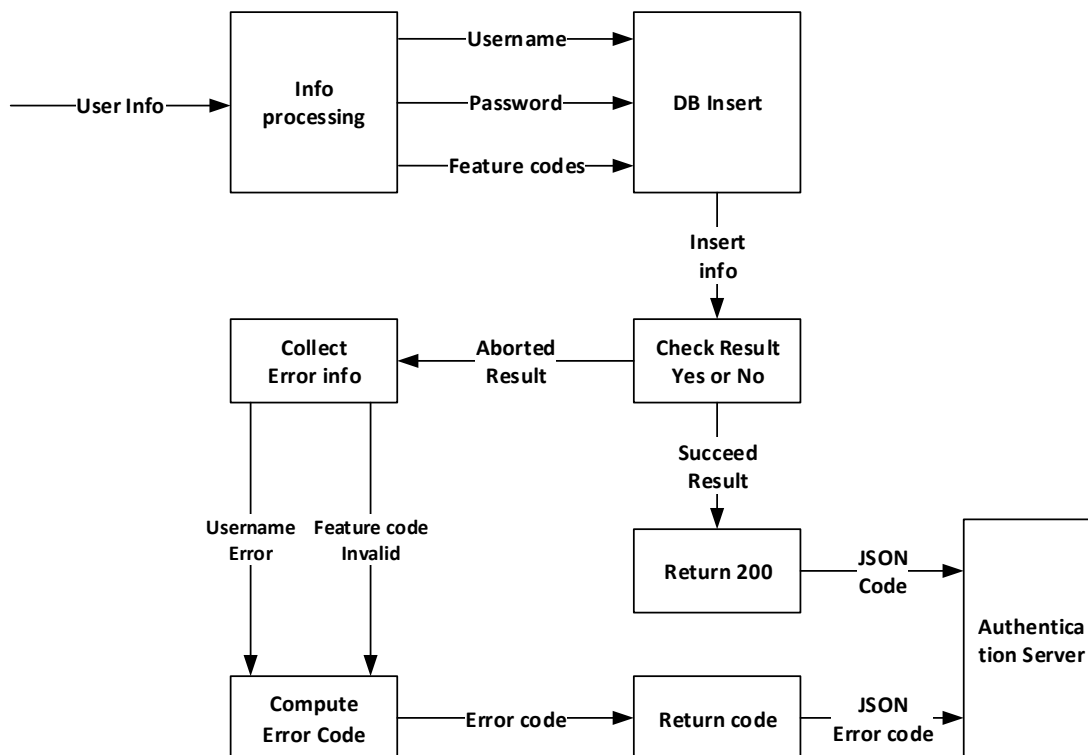 Username
User Info
Info
processing
Password
DB Insert
Feature codes
Insert
info
Collect
Error info
Aborted
Result
Check Result
Yes or No
Succeed
Result
Username
Error
Feature code
Invalid
Return 200
JSON
Code
Authentica
tion Server
Compute
Error Code
Error code
Return code
JSON
Error code